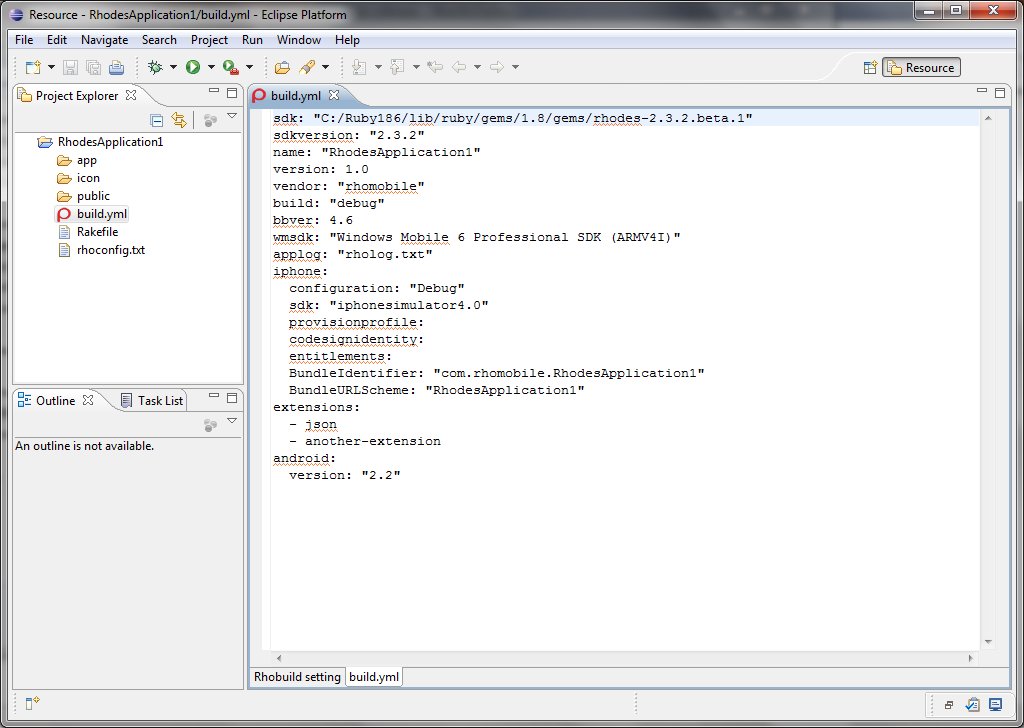 Resource - RhodesApplication1/build.yml - Eclipse Platform
File Edit Navigate Search Project Run Window Help
Resource
Project Explorer
RhodesApplication1
app
icon
public
build.yml
Rakefile
rhoconfig.txt
Outline
Task List
An outline is not available.
build.yml
sdk: "C:/Ruby186/lib/ruby/gems/1.8/gems/rhodes-2.3.2.beta.1"
sdkversion: "2.3.2"
name: "RhodesApplication1"
version: 1.0
vendor: "rhomobile"
build: "debug"
bbver: 4.6
wmsdk: "Windows Mobile 6 Professional SDK (ARMV4I)"
applog: "rholog.txt"
iphone:
  configuration: "Debug"
  sdk: "iphonesimulator4.0"
  provisionprofile:
  codesignidentity:
  entitlements:
  BundleIdentifier: "com.rhomobile.RhodesApplication1"
  BundleURLScheme: "RhodesApplication1"
extensions:
  - json
  - another-extension
android:
  version: "2.2"
Rhobuild setting build.yml